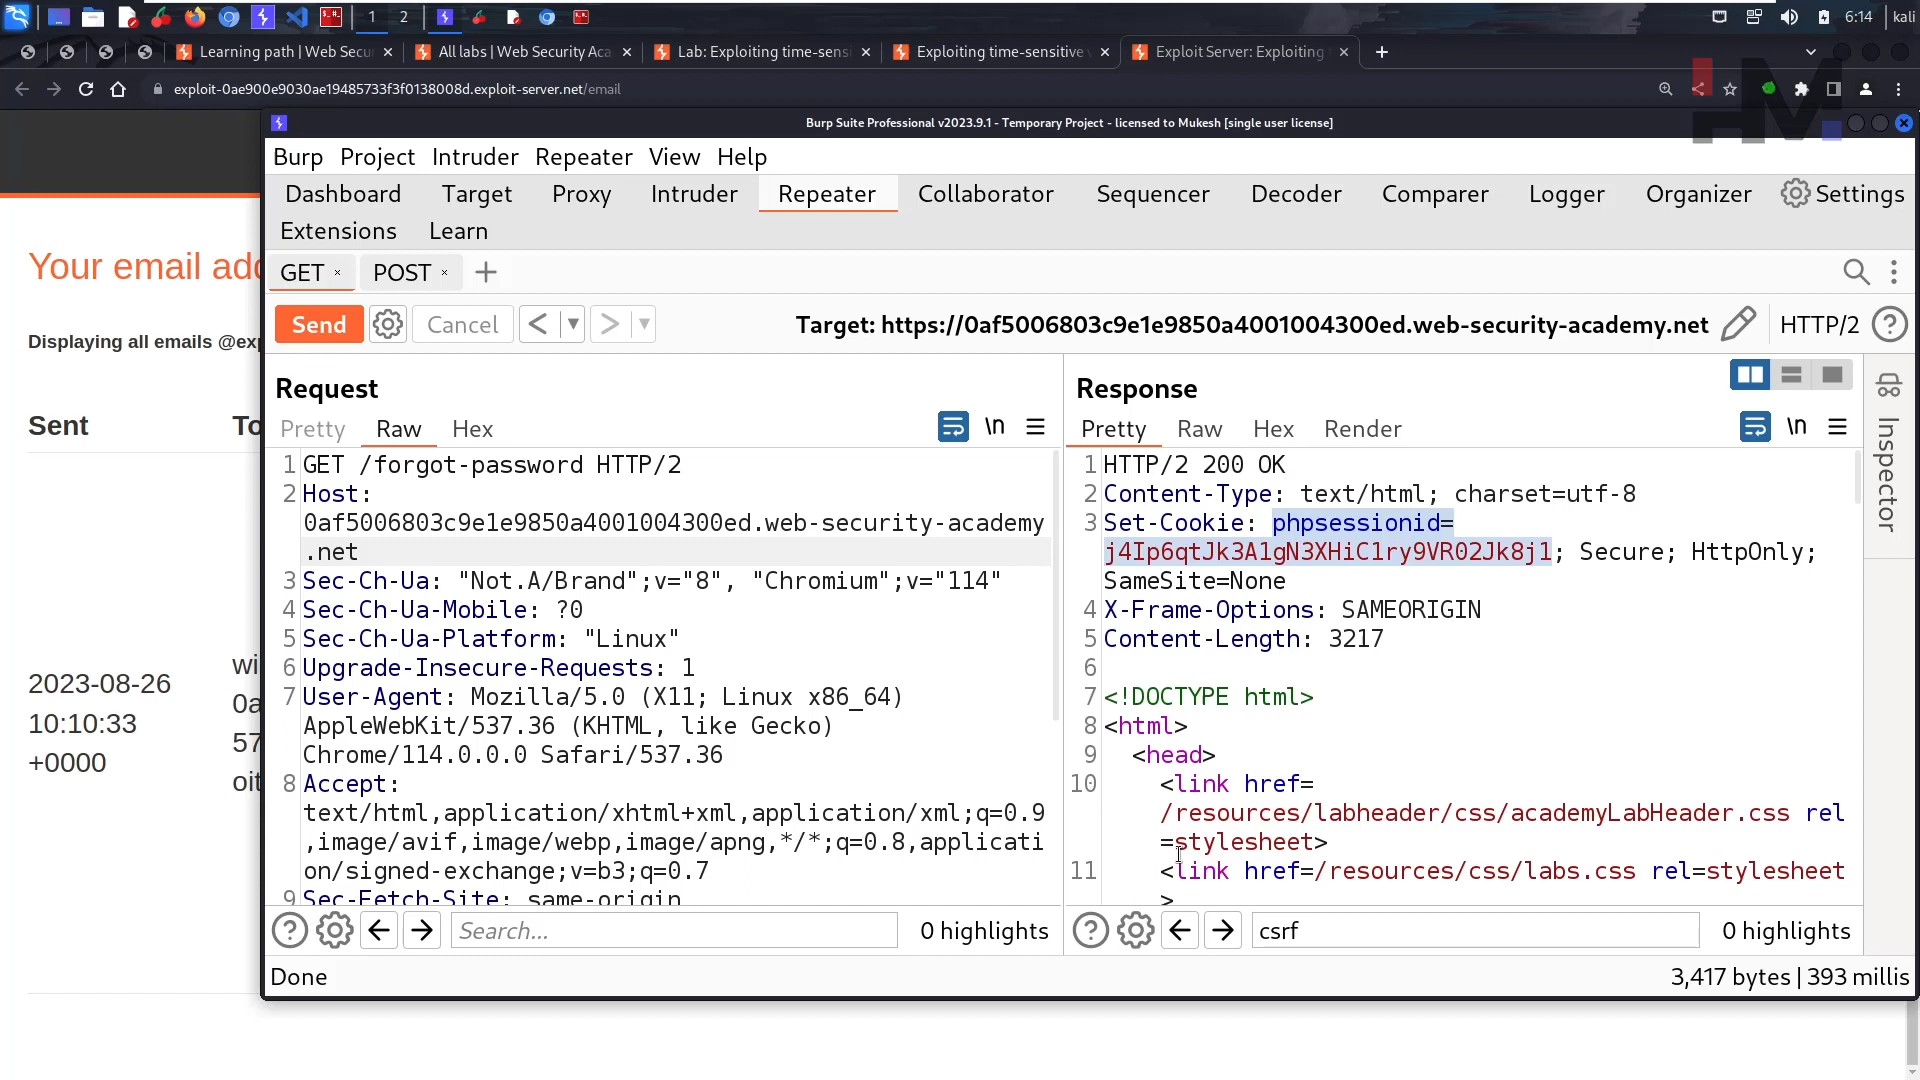 1
2
6:14
kali
Learning path | Web Secu
All labs | Web Security Aca
Lab: Exploiting time-sensi
Exploiting time-sensitive v
Exploit Server: Exploiting
exploit-0ae900e9030ae19485733f3f0138008d.exploit-server.net/email
HM
Burp Suite Professional v2023.9.1 - Temporary Project - licensed to Mukesh [single user license]
Burp Project Intruder Repeater View Help
Dashboard Target Proxy Intruder Repeater Collaborator Sequencer Decoder Comparer Logger Organizer Settings
Extensions Learn
GET × POST × +
Send Cancel < > Target: https://0af5006803c9e1e9850a4001004300ed.web-security-academy.net HTTP/2 ?
Your email add
Displaying all emails @exp
Sent To
2023-08-26
10:10:33
+0000
wi
0a
57
oit
Request
Pretty Raw Hex \n
1 GET /forgot-password HTTP/2
2 Host:
0af5006803c9e1e9850a4001004300ed.web-security-academy
.net
3 Sec-Ch-Ua: "Not.A/Brand";v="8", "Chromium";v="114"
4 Sec-Ch-Ua-Mobile: ?0
5 Sec-Ch-Ua-Platform: "Linux"
6 Upgrade-Insecure-Requests: 1
7 User-Agent: Mozilla/5.0 (X11; Linux x86_64)
AppleWebKit/537.36 (KHTML, like Gecko)
Chrome/114.0.0.0 Safari/537.36
8 Accept:
text/html,application/xhtml+xml,application/xml;q=0.9
,image/avif,image/webp,image/apng,*/*;q=0.8,applicati
on/signed-exchange;v=b3;q=0.7
9 Sec-Fetch-Site: same-origin
? Search... 0 highlights
Response
Pretty Raw Hex Render \n
1 HTTP/2 200 OK
2 Content-Type: text/html; charset=utf-8
3 Set-Cookie: phpsessionid=
j4Ip6qtJk3A1gN3XHiC1ry9VR02Jk8j1; Secure; HttpOnly;
SameSite=None
4 X-Frame-Options: SAMEORIGIN
5 Content-Length: 3217
6
7 <!DOCTYPE html>
8 <html>
9 <head>
10 <link href=
/resources/labheader/css/academyLabHeader.css rel
=stylesheet>
11 <link href=/resources/css/labs.css rel=stylesheet
>
? csrf 0 highlights
Inspector
Done
3,417 bytes | 393 millis